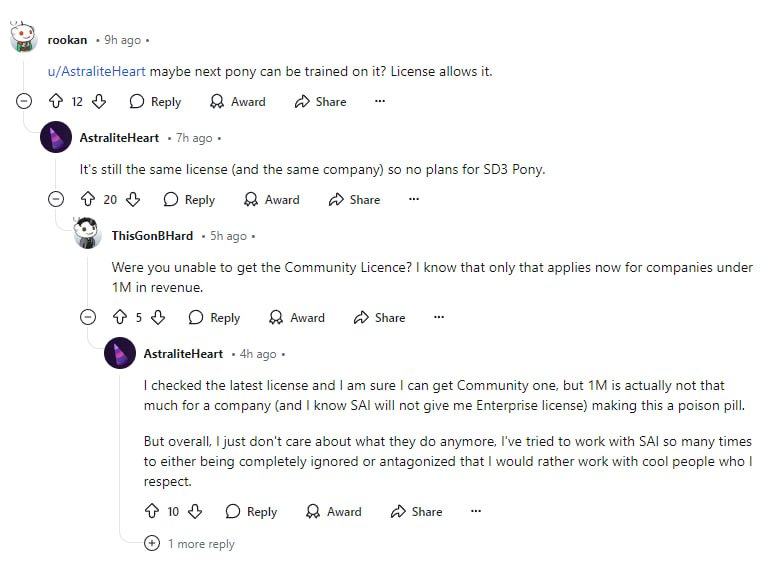 rookan • 9h ago •
u/AstraliteHeart maybe next pony can be trained on it? License allows it.
12 Reply Award Share ...
AstraliteHeart • 7h ago •
It's still the same license (and the same company) so no plans for SD3 Pony.
20 Reply Award Share ...
ThisGonBHard • 5h ago •
Were you unable to get the Community Licence? I know that only that applies now for companies under
1M in revenue.
5 Reply Award Share ...
AstraliteHeart • 4h ago •
I checked the latest license and I am sure I can get Community one, but 1M is actually not that
much for a company (and I know SAI will not give me Enterprise license) making this a poison pill.
But overall, I just don't care about what they do anymore, I've tried to work with SAI so many times
to either being completely ignored or antagonized that I would rather work with cool people who I
respect.
10 Reply Award Share ...
1 more reply